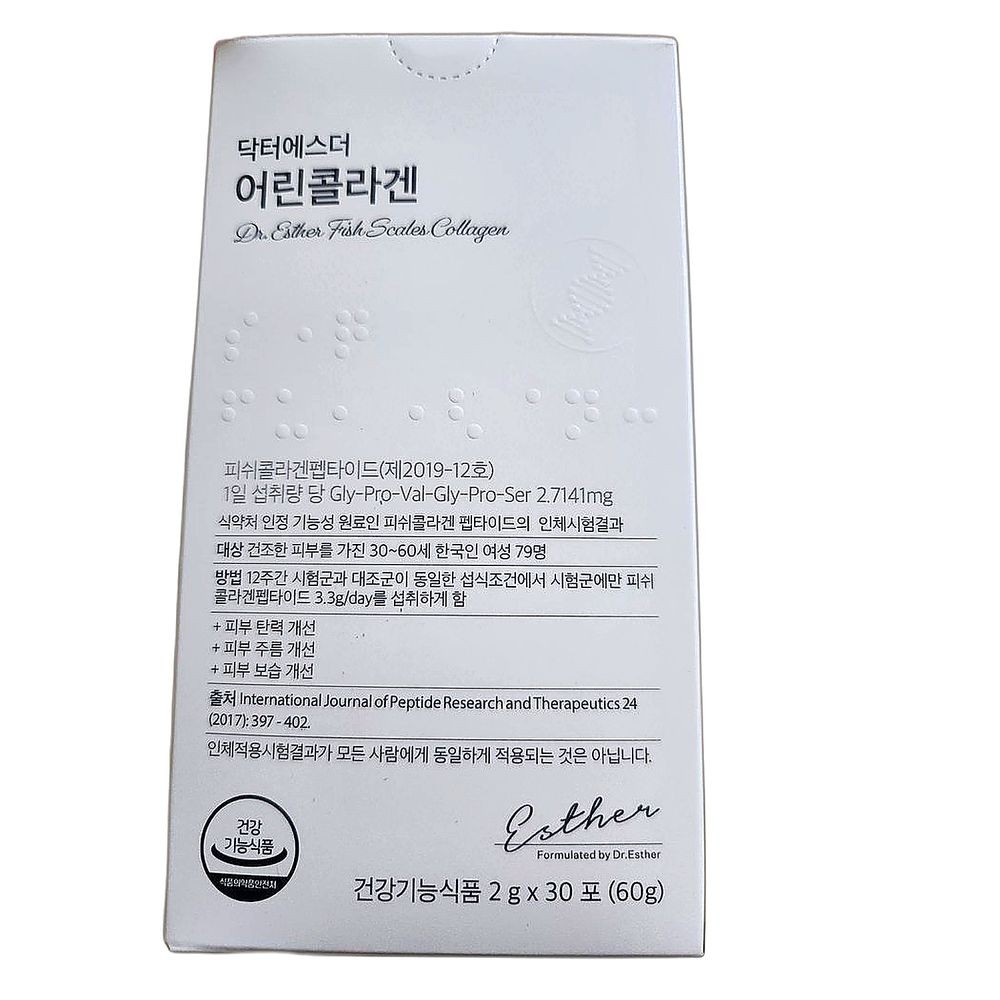 닥터에스더
어린콜라겐
Dr. Esther Fish Scales Collagen
피쉬콜라겐펩타이드(제2019-12호)
1일 섭취량 당 Gly-Pro-Val-Gly-Pro-Ser 2.7141mg
식약처 인정 기능성 원료인 피쉬콜라겐 펩타이드의 인체시험결과
대상 건조한 피부를 가진 30~60세 한국인 여성 79명
방법 12주간 시험군과 대조군이 동일한 섭식조건에서 시험군에만 피쉬
콜라겐펩타이드 3.3g/day를 섭취하게 함
+ 피부 탄력 개선
+ 피부 주름 개선
+ 피부 보습 개선
출처 International Journal of Peptide Research and Therapeutics 24
(2017): 397 - 402.
인체적용시험결과가 모든 사람에게 동일하게 적용되는 것은 아닙니다.
건강
기능식품
식품의약품안전처
Esther
Formulated by Dr.Esther
건강기능식품 2 g x 30 포 (60g)